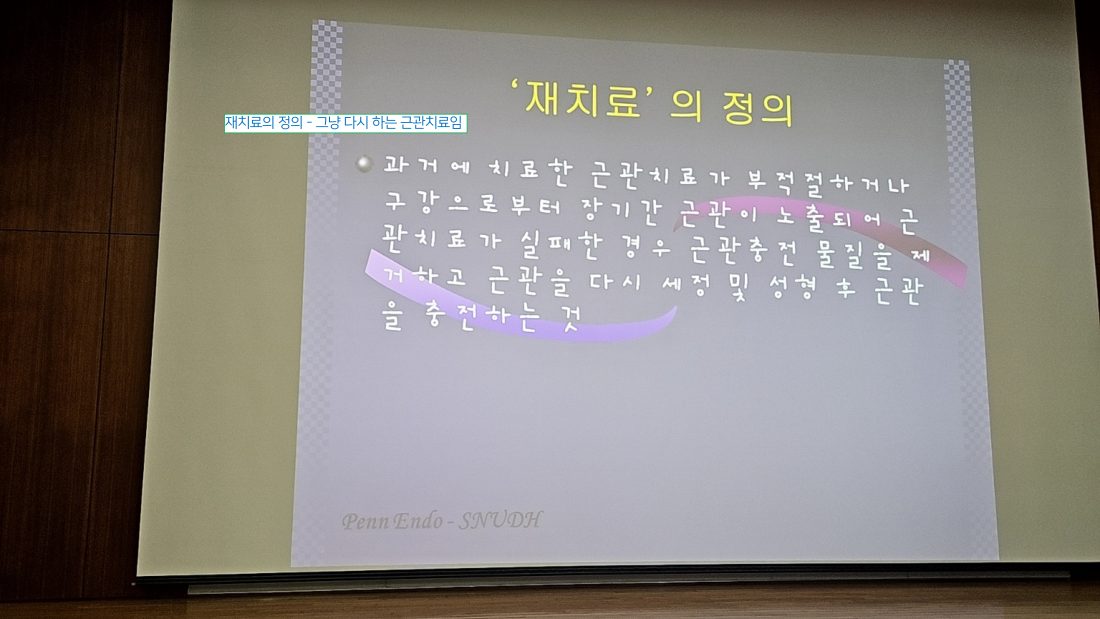 ‘재치료’ 의 정의
재치료의 정의 - 그냥 다시 하는 근관치료임
과거에 치료한 근관치료가 부적절하거나
구강으로부터 장기간 근관이 노출되어 근
관치료가 실패한 경우 근관충전 물질을 제
거하고 근관을 다시 세정 및 성형 후 근관
을 충전하는 것
Penn Endo - SNUDH